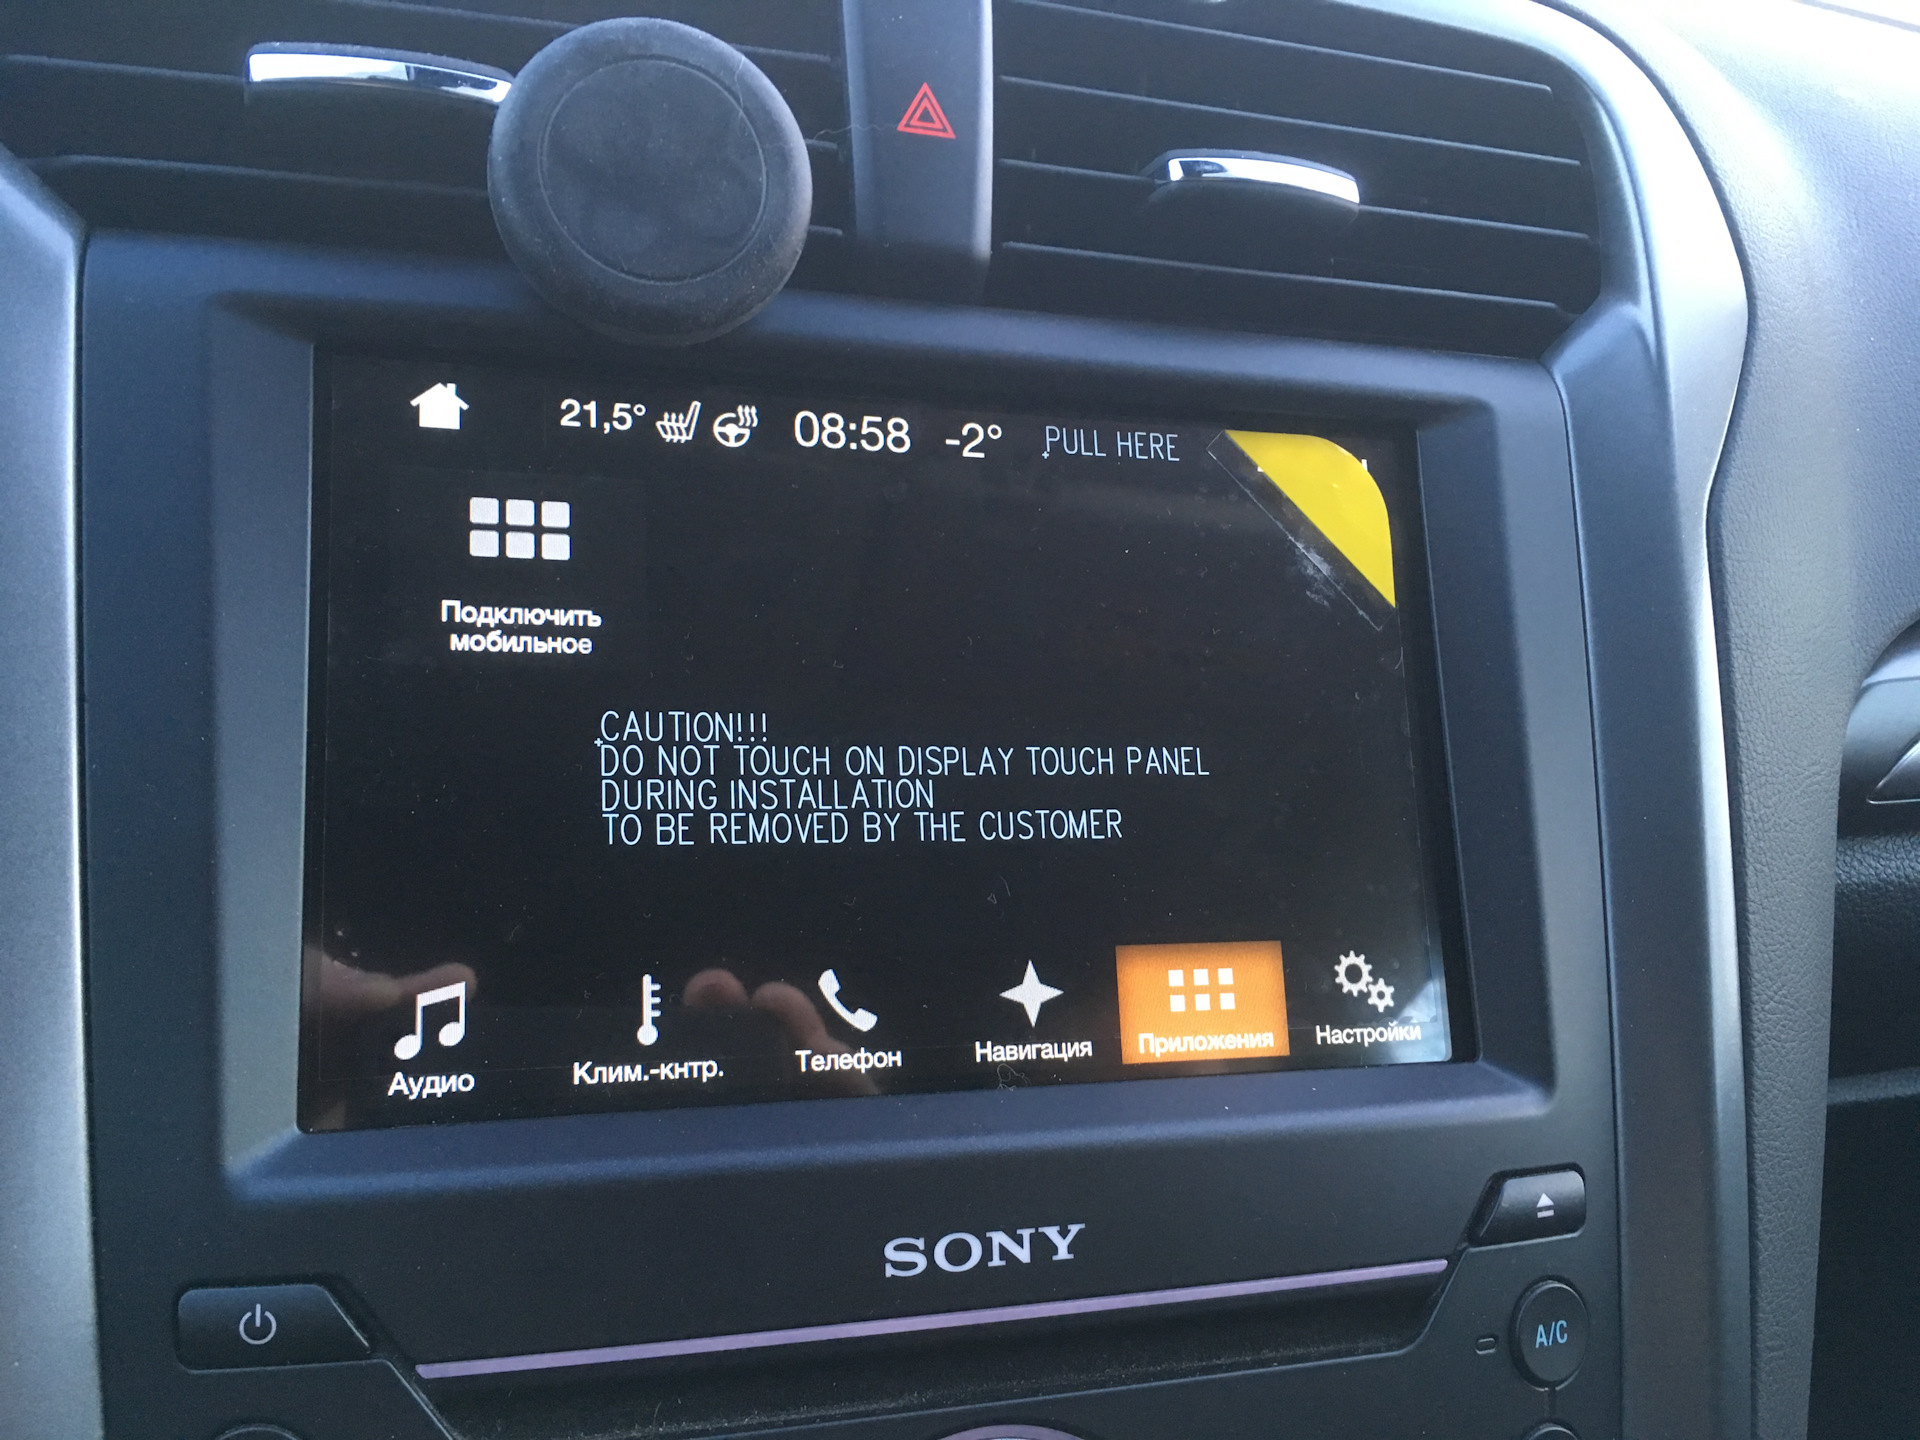 21,5° 08:58 -2° PULL HERE
Подключить
мобильное
CAUTION!!!
DO NOT TOUCH ON DISPLAY TOUCH PANEL
DURING INSTALLATION
TO BE REMOVED BY THE CUSTOMER
Аудио Клим.-кнтр. Телефон Навигация Приложения Настройки
SONY
A/C